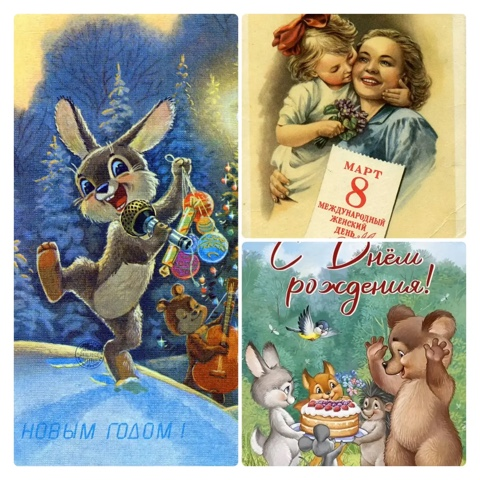 НОВЫМ ГОДОМ!
МАРТ
8
МЕЖДУНАРОДНЫЙ
ЖЕНСКИЙ
ДЕНЬ
С Днём
рождения!